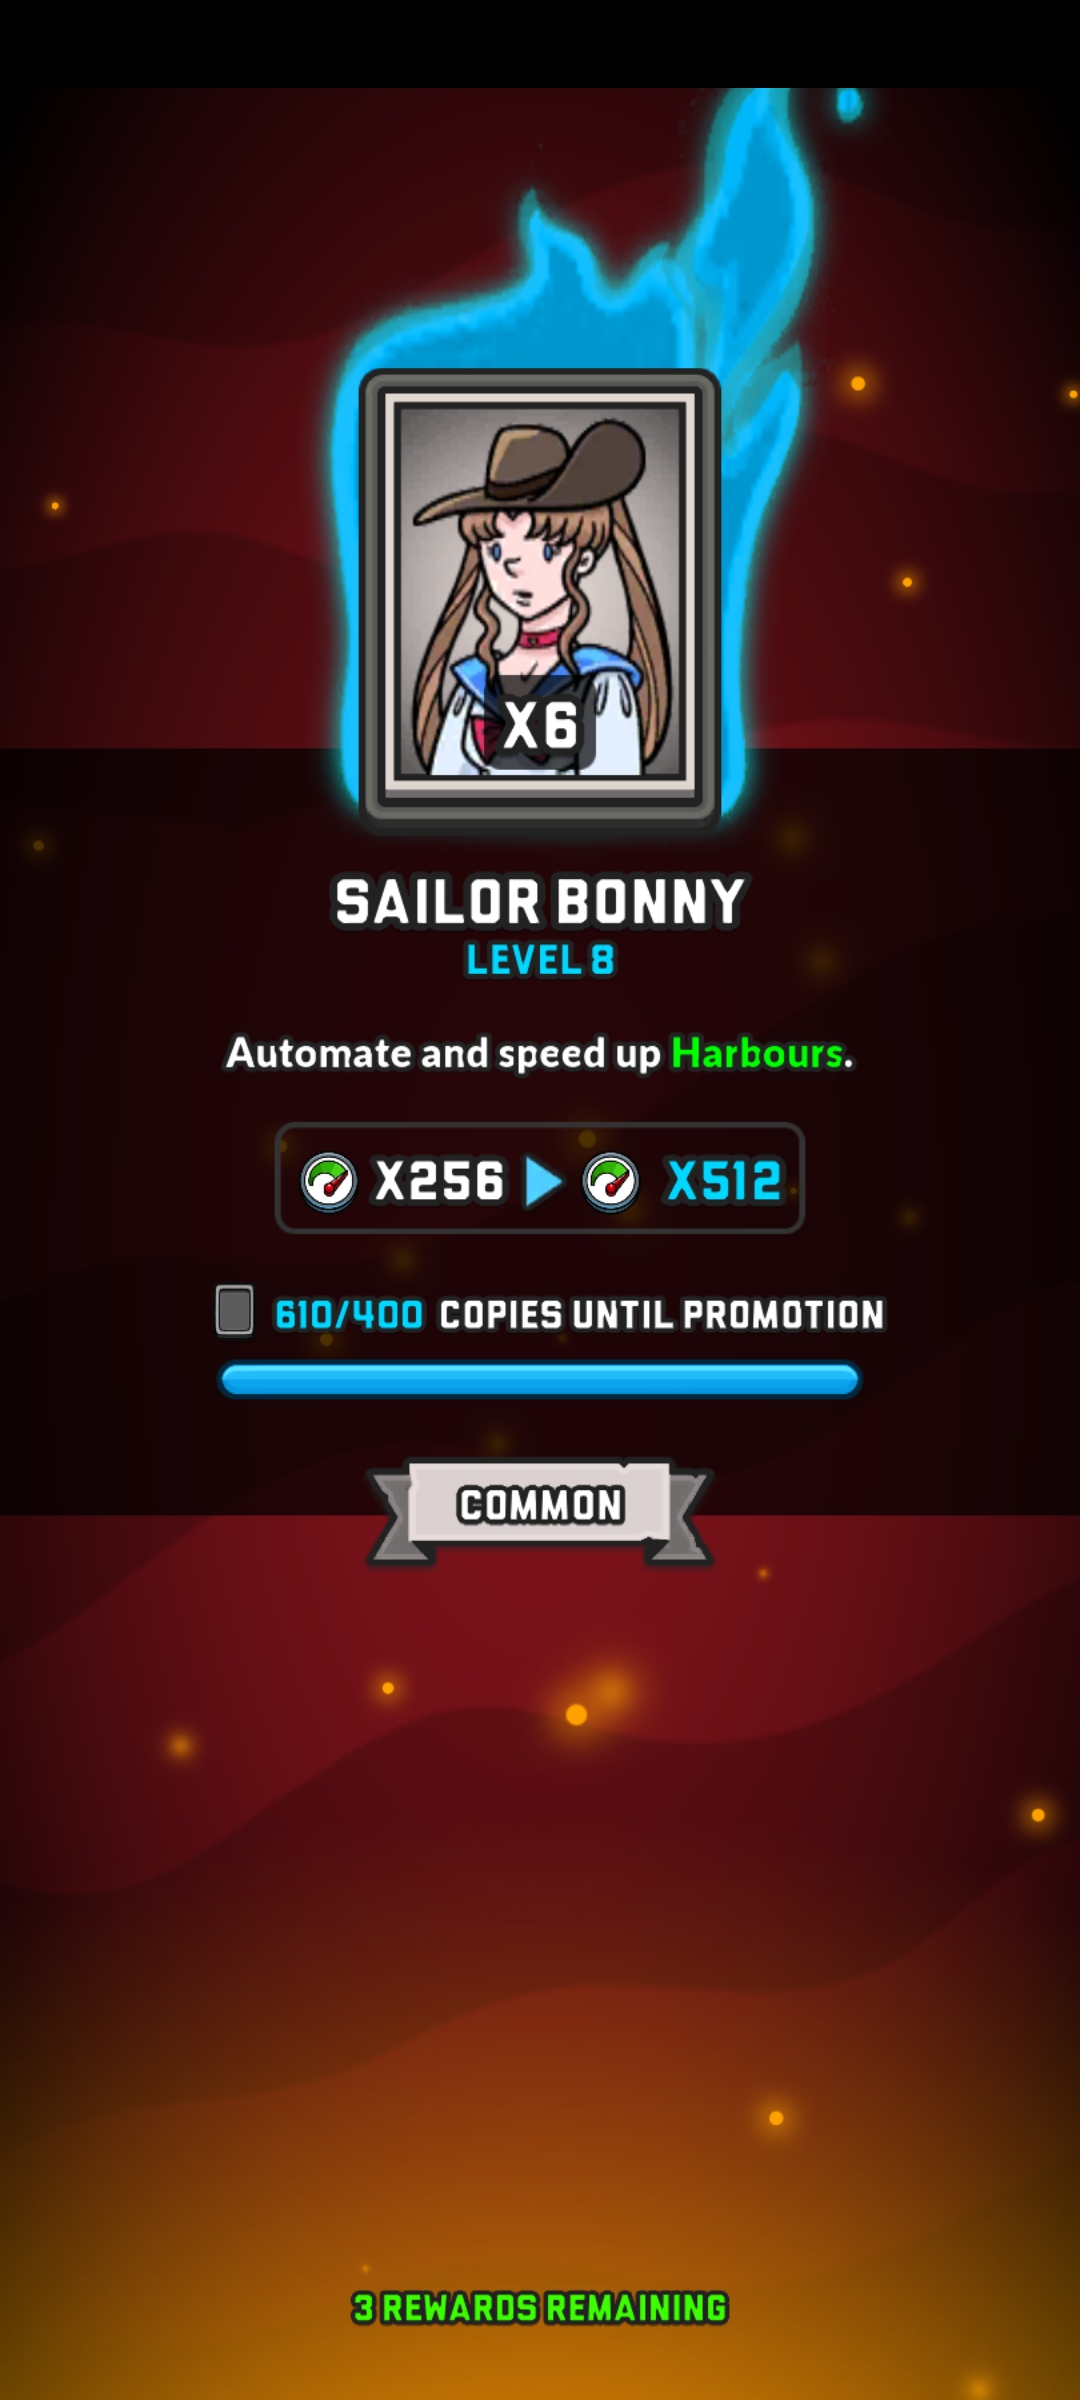 X6
SAILOR BONNY
LEVEL 8
Automate and speed up Harbours.
X256 X512
610/400 COPIES UNTIL PROMOTION
COMMON
3 REWARDS REMAINING